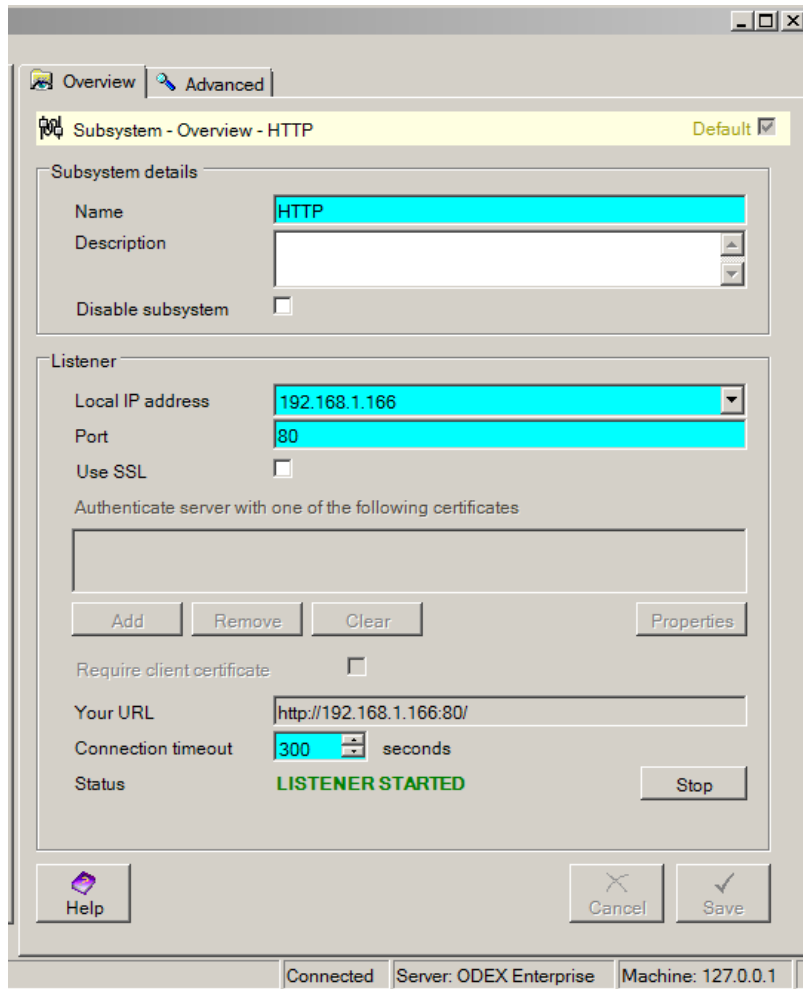 Overview Advanced
Subsystem - Overview - HTTP Default
Subsystem details
Name HTTP
Description
Disable subsystem
Listener
Local IP address 192.168.1.166
Port 80
Use SSL
Authenticate server with one of the following certificates
Add Remove Clear Properties
Require client certificate
Your URL http://192.168.1.166:80/
Connection timeout 300 seconds
Status LISTENER STARTED Stop
Help Cancel Save
Connected Server: ODEX Enterprise Machine: 127.0.0.1